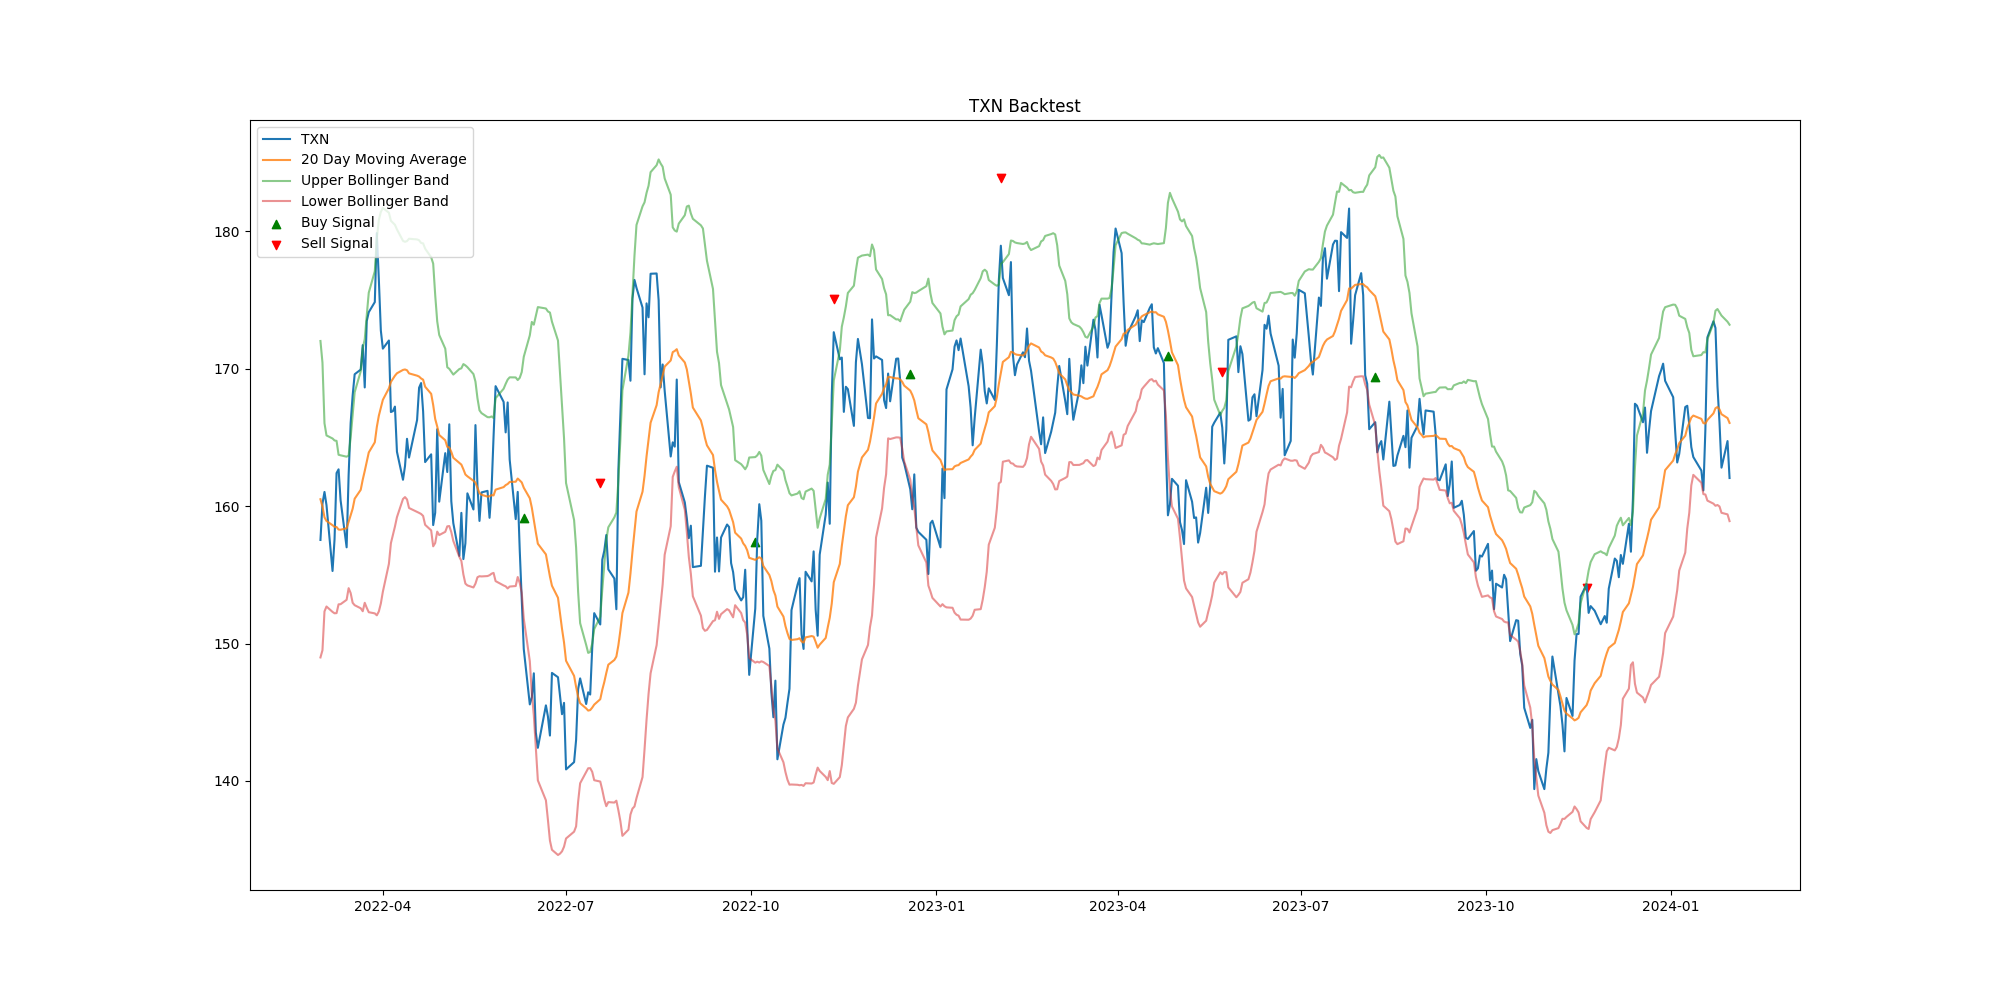 TXN Backtest
TXN
20 Day Moving Average
Upper Bollinger Band
Lower Bollinger Band
Buy Signal
Sell Signal
180
170
160
150
140
2022-04 2022-07 2022-10 2023-01 2023-04 2023-07 2023-10 2024-01